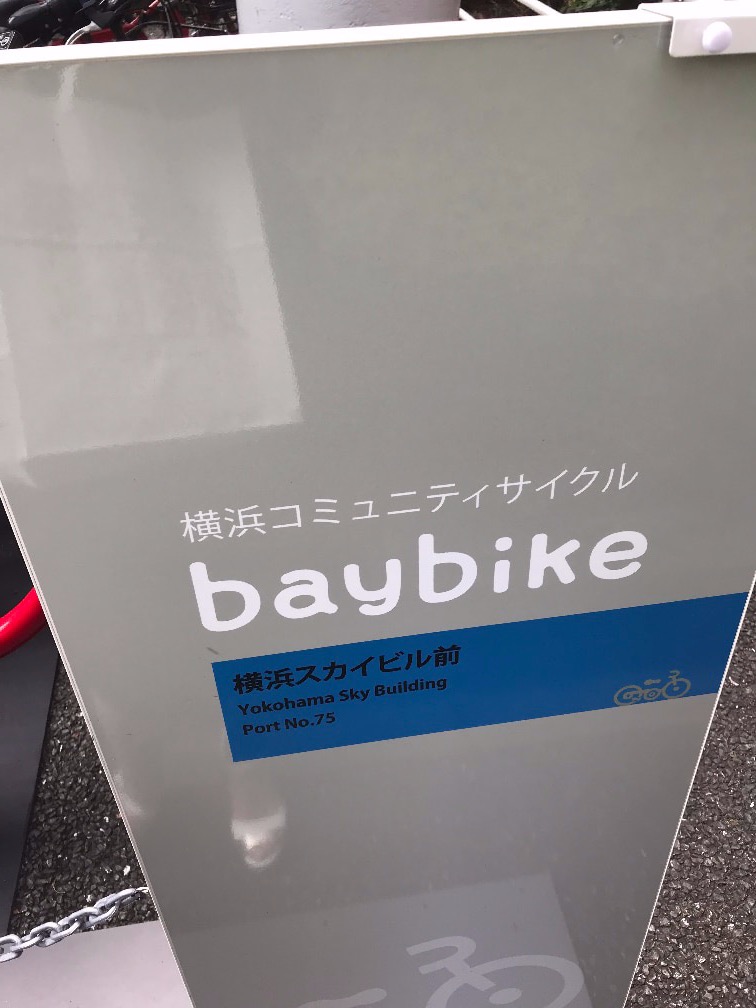 横浜コミュニティサイクル
baybike
横浜スカイビル前
Yokohama Sky Building
Port No.75